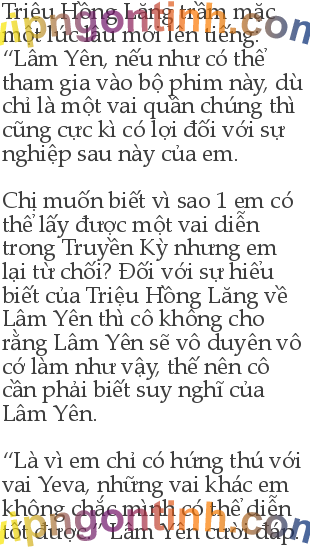 Triệu Hồng Lăng trầm mặc
một lúc lâu mới lên tiếng:
“Lâm Yên, nếu như có thể
tham gia vào bộ phim này, dù
chỉ là một vai quần chúng thì
cũng cực kì có lợi đối với sự
nghiệp sau này của em.
Chị muốn biết vì sao 1 em có
thể lấy được một vai diễn
trong Truyền Kỳ nhưng em
lại từ chối? Đối với sự hiểu
biết của Triệu Hồng Lăng về
Lâm Yên thì cô không cho
rằng Lâm Yên sẽ vô duyên vô
cớ làm như vậy, thế nên cô
cần phải biết suy nghĩ của
Lâm Yên.
“Là vì em chỉ có hứng thú với
vai Yeva, những vai khác em
không chắc mình có thể diễn
tốt được.” Lâm Yên cười đáp
vipngontinh.com
vipngontinh.com